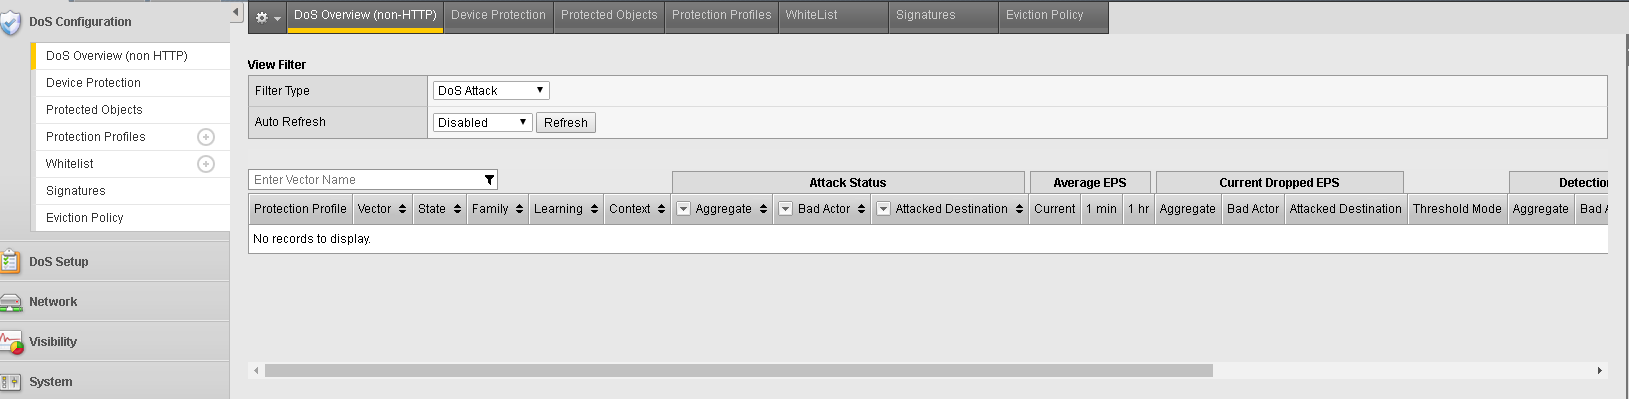 DoS Configuration
DoS Overview (non HTTP)
Device Protection
Protected Objects
Protection Profiles
Whitelist
Signatures
Eviction Policy
DoS Setup
Network
Visibility
System
DoS Overview (non-HTTP) Device Protection Protected Objects Protection Profiles WhiteList Signatures Eviction Policy
View Filter
Filter Type DoS Attack
Auto Refresh Disabled Refresh
Enter Vector Name Attack Status Average EPS Current Dropped EPS Detection
Protection Profile Vector State Family Learning Context Aggregate Bad Actor Attacked Destination Current 1 min 1 hr Aggregate Bad Actor Attacked Destination Threshold Mode Aggregate Bad
No records to display.